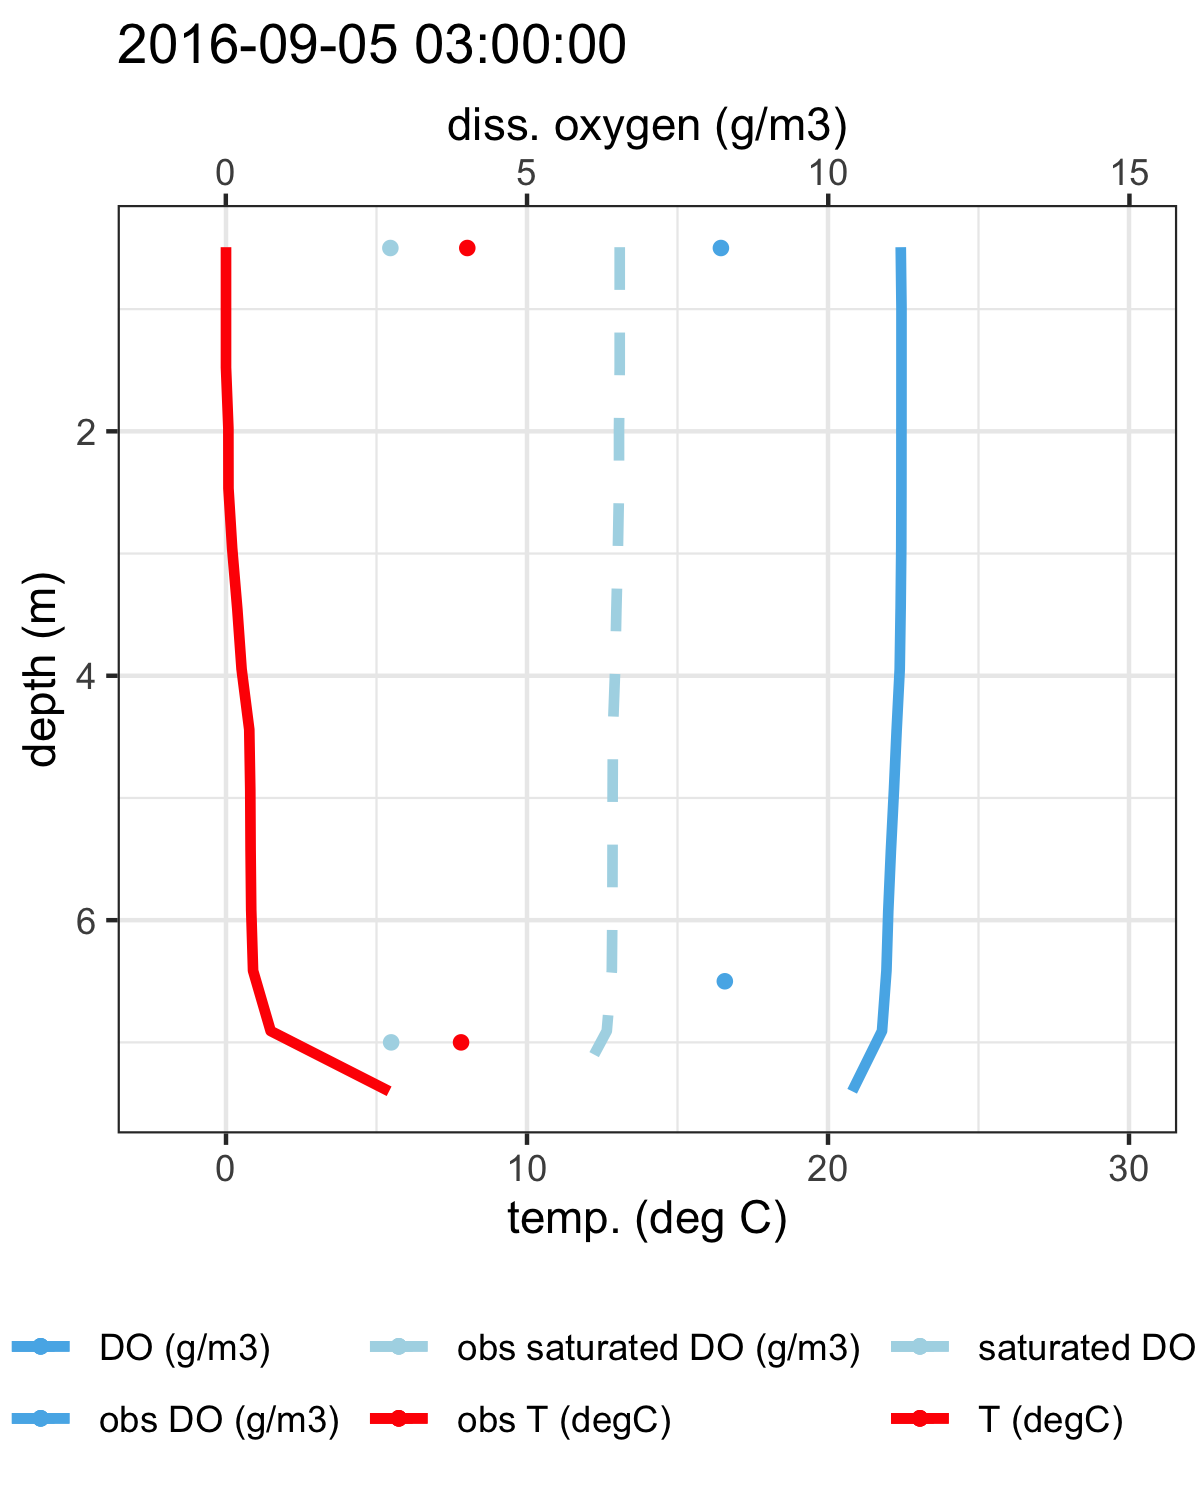 2016-09-05 03:00:00
diss. oxygen (g/m3)
0 5 10 15
2
4
6
depth (m)
0 10 20 30
temp. (deg C)
DO (g/m3) obs saturated DO (g/m3) saturated DO
obs DO (g/m3) obs T (degC) T (degC)